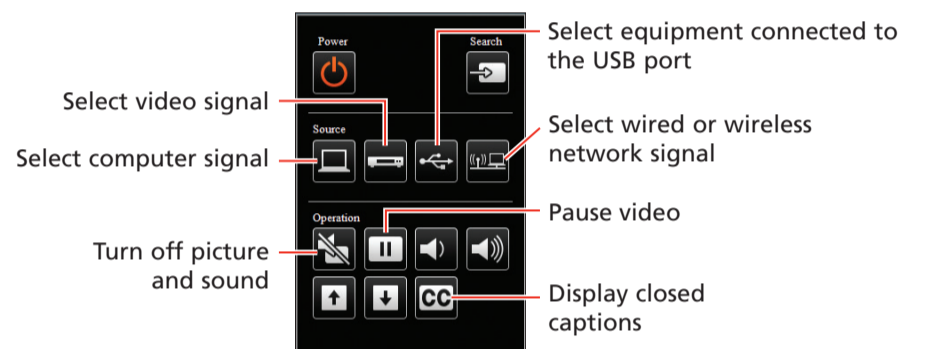 Power
Search
Select equipment connected to
the USB port
Select video signal
Source
Select wired or wireless
network signal
Select computer signal
Operation
Pause video
Turn off picture
and sound
CC
Display closed
captions